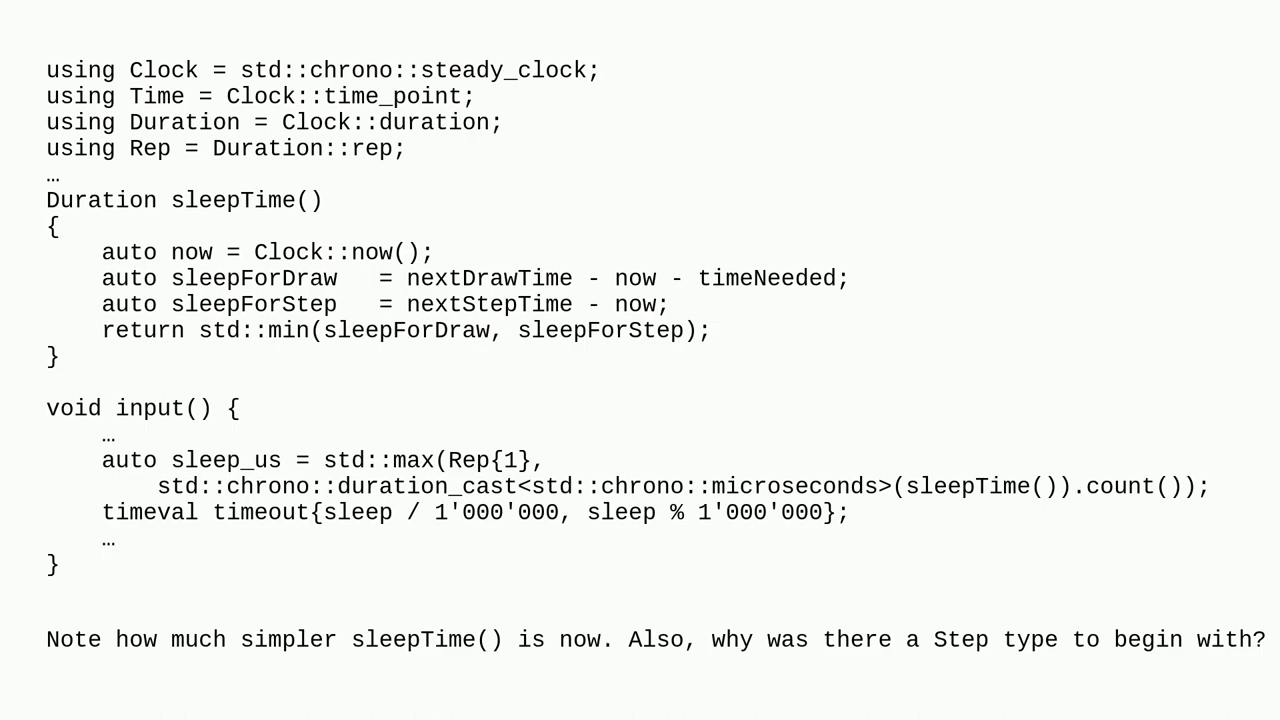 using Clock = std::chrono::steady_clock;
using Time = Clock::time_point;
using Duration = Clock::duration;
using Rep = Duration::rep;
…
Duration sleepTime()
{
    auto now = Clock::now();
    auto sleepForDraw   = nextDrawTime - now - timeNeeded;
    auto sleepForStep   = nextStepTime - now;
    return std::min(sleepForDraw, sleepForStep);
}

void input() {
    …
    auto sleep_us = std::max(Rep{1},
        std::chrono::duration_cast<std::chrono::microseconds>(sleepTime()).count());
    timeval timeout{sleep / 1'000'000, sleep % 1'000'000};
    …
}

Note how much simpler sleepTime() is now. Also, why was there a Step type to begin with?